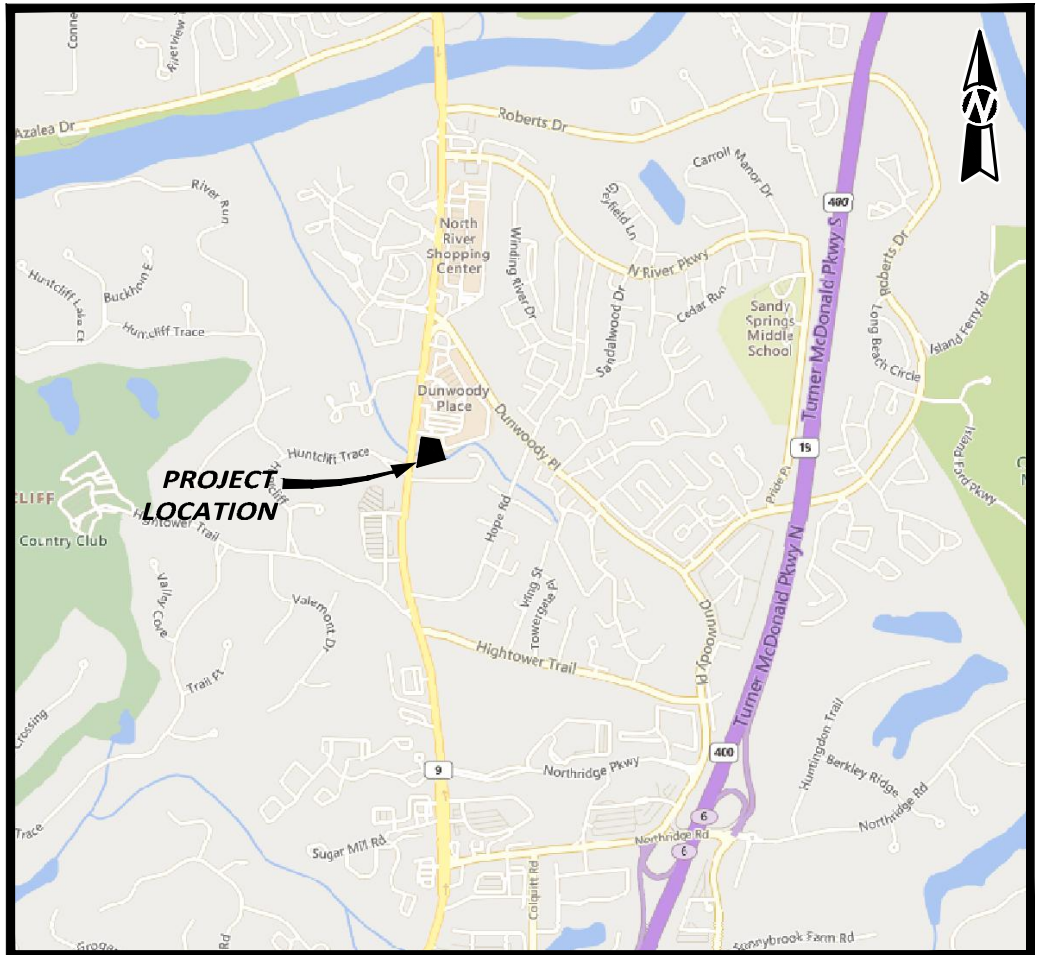 Conne
Riverview
Azalea Dr
Roberts Dr
N
River Run
Carroll
Manor Dr
Greyfield Ln
400
North
River
Shopping
Center
Winding River Dr
N River Pkwy
Turner McDonald Pkwy S
Roberts Dr
Huntcliff Lake Ct
Buckhorn E
Huntcliff Trace
Sandalwood Dr
Cedar Run
Sandy
Springs
Middle
School
Long Beach Circle
Island Ferry Rd
Dunwoody
Place
Dunwoody Pl
Huntcliff Trace
19
PROJECT
LOCATION
CLIFF
Country Club
Hightower Trail
Hope Rd
Pride Pl
Island Ford Pkwy
Turner McDonald Pkwy N
Valley Cove
Valemont Dr
Wing St
Towergate Pl
Dunwoody Pl
Hightower Trail
Trail Pt
Crossing
Huntingdon Trail
400
9
Northridge Pkwy
Berkley Ridge
Northridge Rd
6
Northridge Rd
6
Trace
Sugar Mill Rd
Colquitt Rd
Rd
Sonnybrook Farm Rd